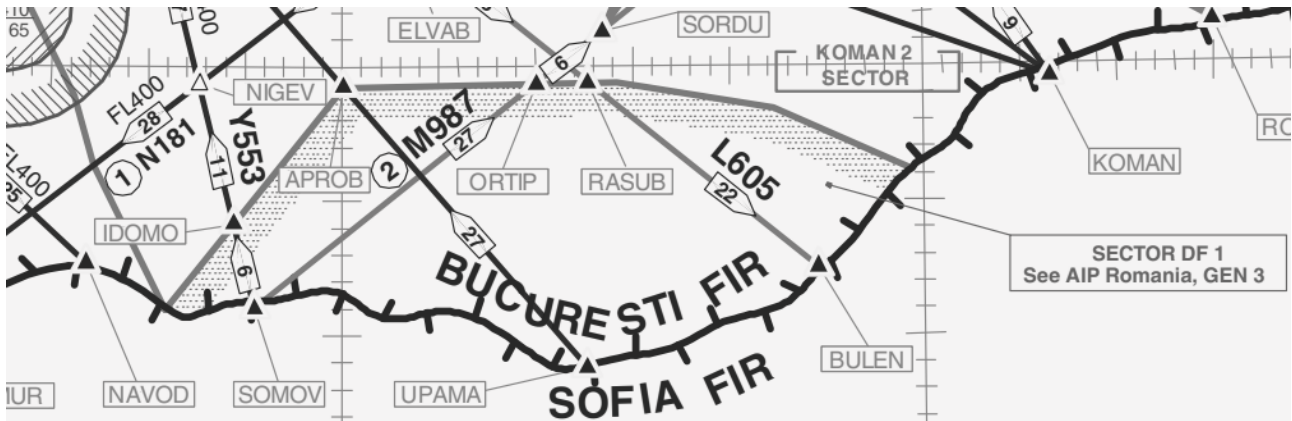 65
FL400
ELVAB
6
SORDU
KOMAN 2
SECTOR
9
NIGEV
FL400
28
N181
1
Y553
11
M987
27
2
APROB
ORTIP
RASUB
L605
22
KOMAN
FL400
IDOMO
6
27
BUCURESTI FIR
SECTOR DF 1
See AIP Romania, GEN 3
NAVOD
SOMOV
UPAMA
SOFIA FIR
BULEN